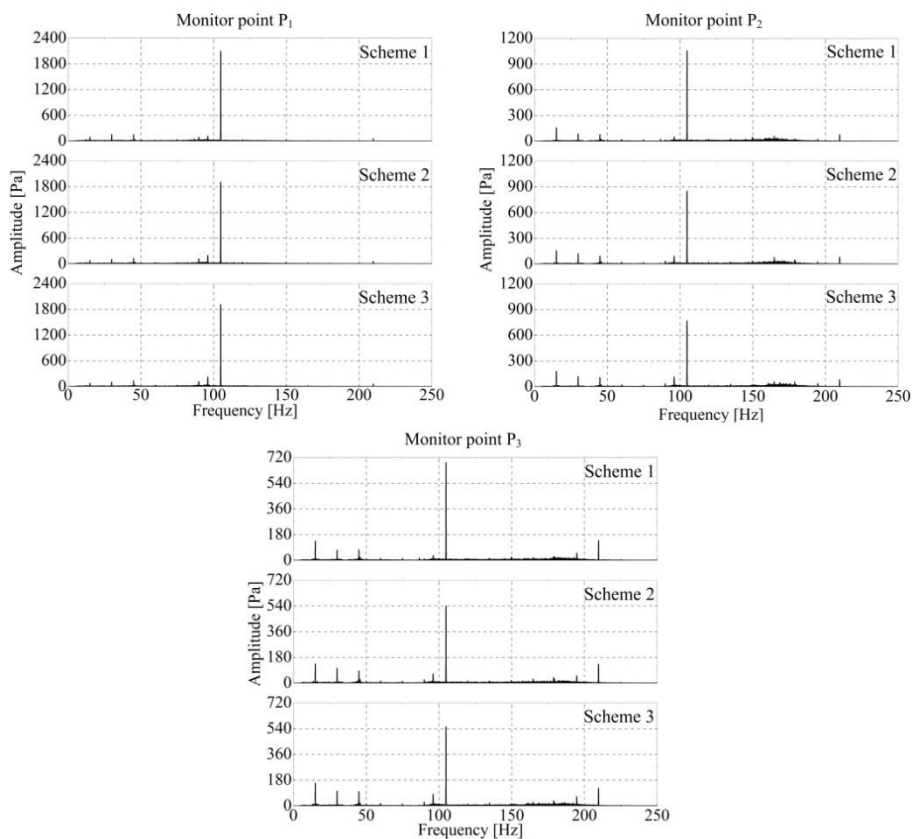 Monitor point P₁
Amplitude [Pa]
2400
1800
1200
600
0
Scheme 1
2400
1800
1200
600
0
Scheme 2
2400
1800
1200
600
0
Scheme 3
0 50 100 150 200 250
Frequency [Hz]
Monitor point P₂
Amplitude [Pa]
1200
900
600
300
0
Scheme 1
1200
900
600
300
0
Scheme 2
1200
900
600
300
0
Scheme 3
0 50 100 150 200 250
Frequency [Hz]
Monitor point P₃
Amplitude [Pa]
720
540
360
180
0
Scheme 1
720
540
360
180
0
Scheme 2
720
540
360
180
0
Scheme 3
0 50 100 150 200 250
Frequency [Hz]